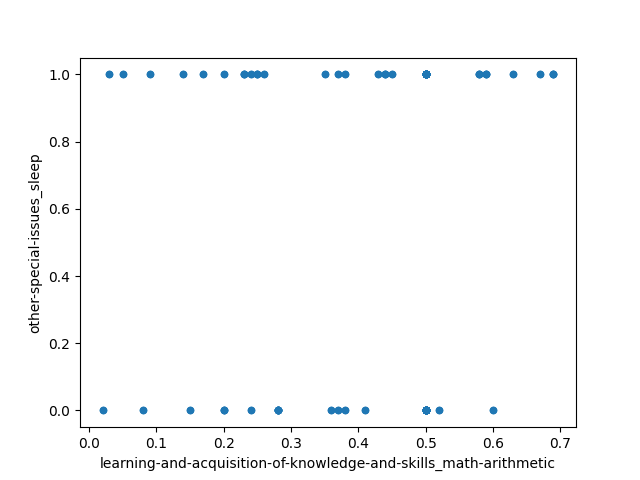 1.0
0.8
0.6
0.4
0.2
0.0
other-special-issues_sleep
0.0 0.1 0.2 0.3 0.4 0.5 0.6 0.7
learning-and-acquisition-of-knowledge-and-skills_math-arithmetic